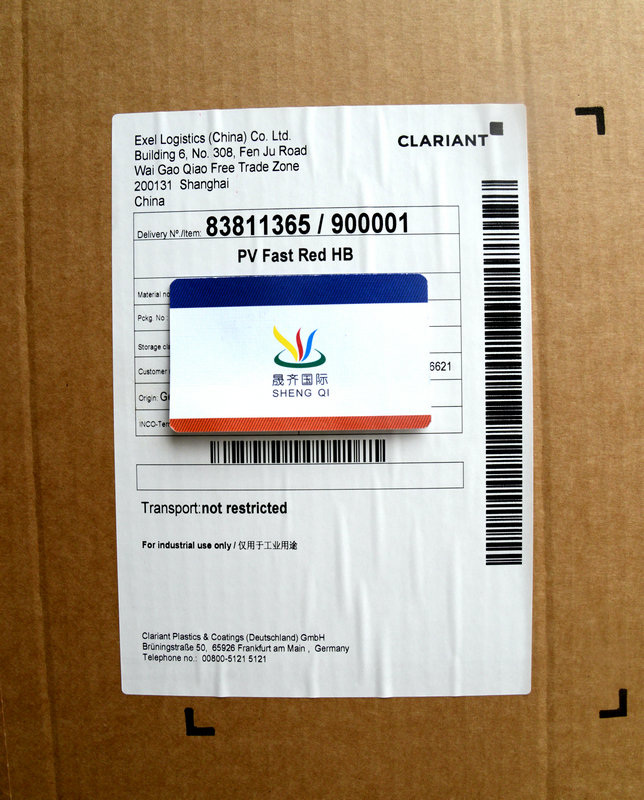 Exel Logistics (China) Co. Ltd.
Building 6, No. 308, Fen Ju Road
Wai Gao Qiao Free Trade Zone
200131 Shanghai
China
CLARIANT
Delivery Nº./Item: 83811365 / 900001
PV Fast Red HB
Material no
Pckg. No.:
Storage cla
Customer
6621
Origin: Ge
INCO-Tem
晟齐国际
SHENG QI
Transport:not restricted
For industrial use only / 仅用于工业用途
Clariant Plastics & Coatings (Deutschland) GmbH
Brüningstraße 50, 65926 Frankfurt am Main , Germany
Telephone no.: 00800-5121 5121